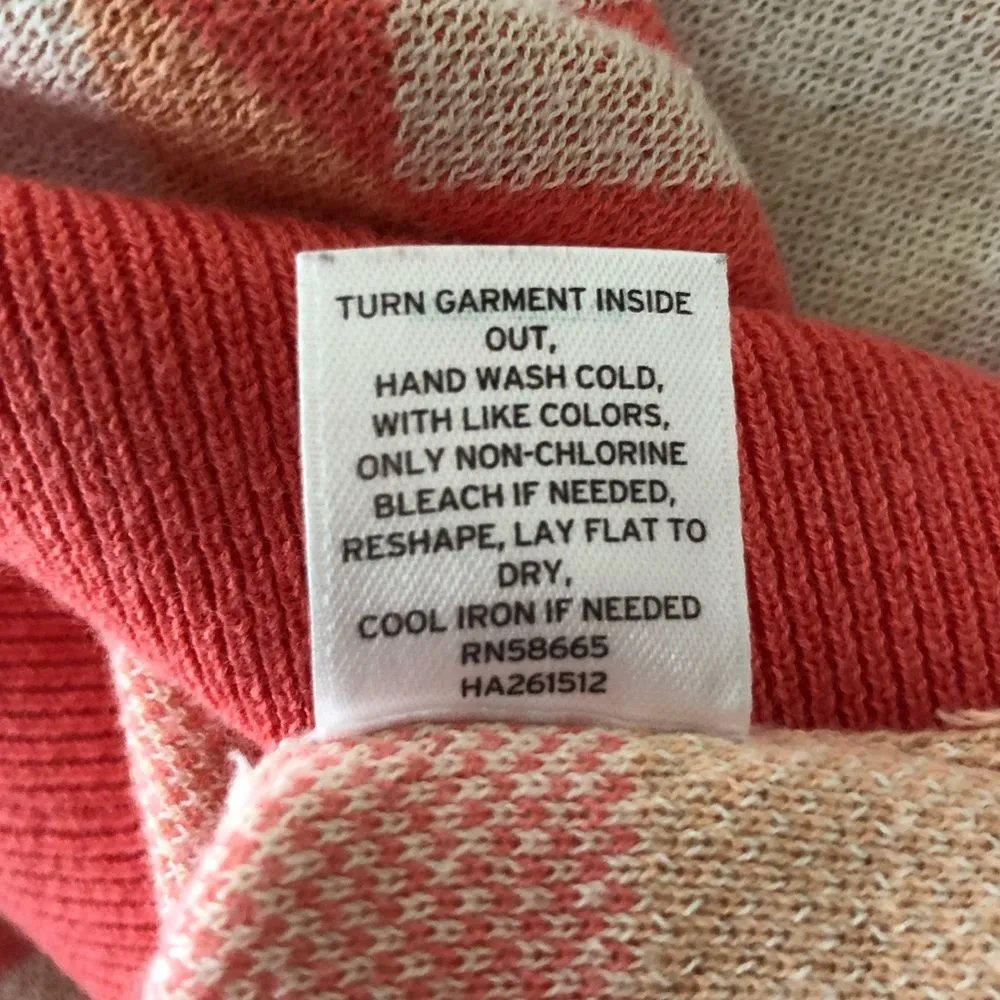 TURN GARMENT INSIDE
OUT,
HAND WASH COLD,
WITH LIKE COLORS,
ONLY NON-CHLORINE
BLEACH IF NEEDED,
RESHAPE, LAY FLAT TO
DRY,
COOL IRON IF NEEDED
RN58665
HA261512